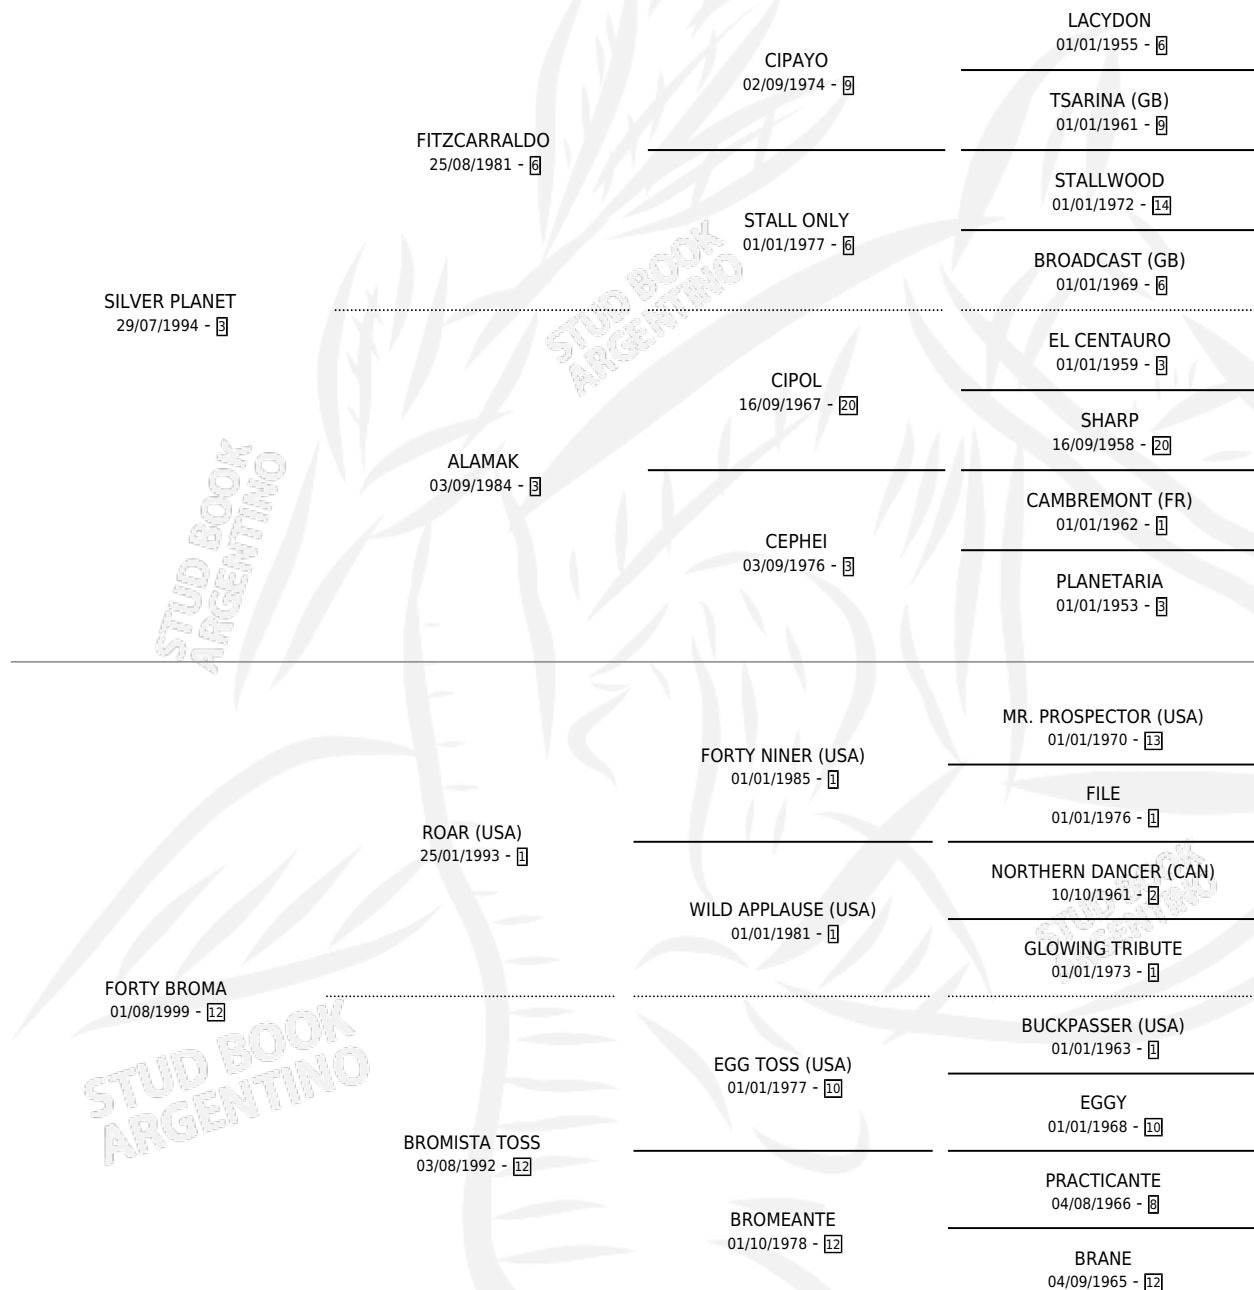 LACYDON
01/01/1955 - 6
CIPAYO
02/09/1974 - 9
TSARINA (GB)
01/01/1961 - 9
FITZCARRALDO
25/08/1981 - 6
STALLWOOD
01/01/1972 - 14
STALL ONLY
01/01/1977 - 6
BROADCAST (GB)
01/01/1969 - 6
SILVER PLANET
29/07/1994 - 3
EL CENTAURO
01/01/1959 - 3
CIPOL
16/09/1967 - 20
SHARP
16/09/1958 - 20
ALAMAK
03/09/1984 - 3
CAMBREMONT (FR)
01/01/1962 - 1
CEPHEI
03/09/1976 - 3
PLANETARIA
01/01/1953 - 3
MR. PROSPECTOR (USA)
01/01/1970 - 13
FORTY NINER (USA)
01/01/1985 - 1
FILE
01/01/1976 - 1
ROAR (USA)
25/01/1993 - 1
NORTHERN DANCER (CAN)
10/10/1961 - 2
WILD APPLAUSE (USA)
01/01/1981 - 1
GLOWING TRIBUTE
01/01/1973 - 1
FORTY BROMA
01/08/1999 - 12
BUCKPASSER (USA)
01/01/1963 - 1
EGG TOSS (USA)
01/01/1977 - 10
EGGY
01/01/1968 - 10
BROMISTA TOSS
03/08/1992 - 12
PRACTICANTE
04/08/1966 - 8
BROMEANTE
01/10/1978 - 12
BRANE
04/09/1965 - 12
STUD BOOK
ARGENTINO
STUD BOOK
ARGENTINO
STUD BOOK
ARGENTINO
STUD BOOK
ARGENTINO